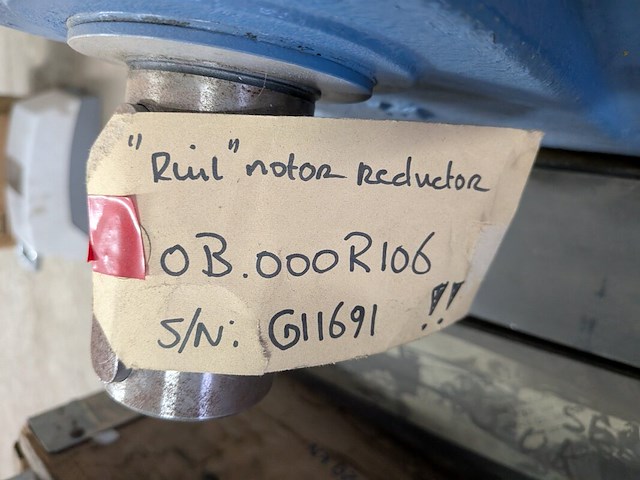 "Ruil" motor reductor
OB.000R106
S/N: G11691 !!